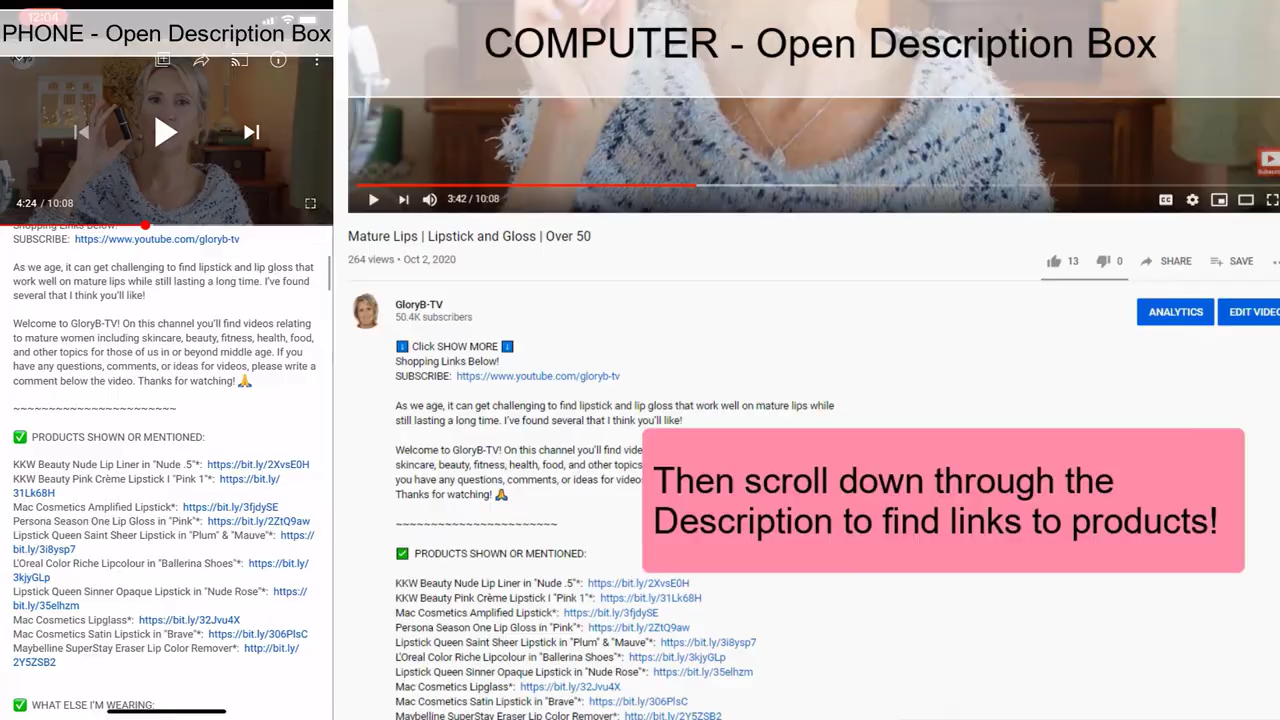 12:04
PHONE - Open Description Box
4:24 / 10:08
Shopping Links Below!
SUBSCRIBE: https://www.youtube.com/gloryb-tv
As we age, it can get challenging to find lipstick and lip gloss that
work well on mature lips while still lasting a long time. I've found
several that I think you'll like!
Welcome to GloryB-TV! On this channel you'll find videos relating
to mature women including skincare, beauty, fitness, health, food,
and other topics for those of us in or beyond middle age. If you
have any questions, comments, or ideas for videos, please write a
comment below the video. Thanks for watching! 🙏
~~~~~~~~~~~~~~~~~~~~~~~
✅ PRODUCTS SHOWN OR MENTIONED:
KKW Beauty Nude Lip Liner in "Nude .5"*: https://bit.ly/2XvsE0H
KKW Beauty Pink Crème Lipstick I "Pink 1"*: https://bit.ly/
31Lk68H
Mac Cosmetics Amplified Lipstick*: https://bit.ly/3fjdySE
Persona Season One Lip Gloss in "Pink"*: https://bit.ly/2ZtQ9aw
Lipstick Queen Saint Sheer Lipstick in "Plum" & "Mauve"*: https://
bit.ly/3i8ysp7
L'Oreal Color Riche Lipcolour in "Ballerina Shoes"*: https://bit.ly/
3kjyGLp
Lipstick Queen Sinner Opaque Lipstick in "Nude Rose"*: https://
bit.ly/35elhzm
Mac Cosmetics Lipglass*: https://bit.ly/32Jvu4X
Mac Cosmetics Satin Lipstick in "Brave"*: https://bit.ly/306PlsC
Maybelline SuperStay Eraser Lip Color Remover*: http://bit.ly/
2Y5ZSB2
✅ WHAT ELSE I'M WEARING:
COMPUTER - Open Description Box
3:42 / 10:08
CC
Mature Lips | Lipstick and Gloss | Over 50
264 views • Oct 2, 2020
13 0 SHARE SAVE
GloryB-TV
50.4K subscribers
ANALYTICS EDIT VIDEO
⬇ Click SHOW MORE ⬇
Shopping Links Below!
SUBSCRIBE: https://www.youtube.com/gloryb-tv
As we age, it can get challenging to find lipstick and lip gloss that work well on mature lips while
still lasting a long time. I've found several that I think you'll like!
Welcome to GloryB-TV! On this channel you'll find videos
skincare, beauty, fitness, health, food, and other topics
you have any questions, comments, or ideas for videos
Thanks for watching! 🙏
~~~~~~~~~~~~~~~~~~~~~~~
✅ PRODUCTS SHOWN OR MENTIONED:
KKW Beauty Nude Lip Liner in "Nude .5"*: https://bit.ly/2XvsE0H
KKW Beauty Pink Crème Lipstick I "Pink 1"*: https://bit.ly/31Lk68H
Mac Cosmetics Amplified Lipstick*: https://bit.ly/3fjdySE
Persona Season One Lip Gloss in "Pink"*: https://bit.ly/2ZtQ9aw
Lipstick Queen Saint Sheer Lipstick in "Plum" & "Mauve"*: https://bit.ly/3i8ysp7
L'Oreal Color Riche Lipcolour in "Ballerina Shoes"*: https://bit.ly/3kjyGLp
Lipstick Queen Sinner Opaque Lipstick in "Nude Rose"*: https://bit.ly/35elhzm
Mac Cosmetics Lipglass*: https://bit.ly/32Jvu4X
Mac Cosmetics Satin Lipstick in "Brave"*: https://bit.ly/306PlsC
Maybelline SuperStay Eraser Lip Color Remover*: http://bit.ly/2Y5ZSB2
Then scroll down through the
Description to find links to products!